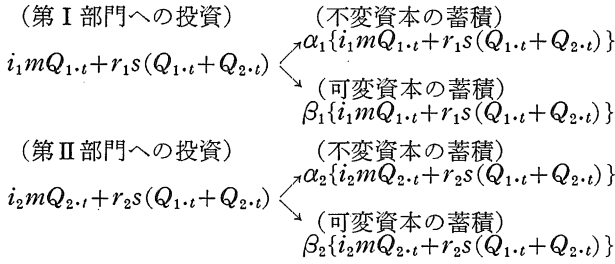 （第Ⅰ部門への投資） （不変資本の蓄積）
i₁mQ₁.ₜ+r₁s(Q₁.ₜ+Q₂.ₜ) ↗ α₁{i₁mQ₁.ₜ+r₁s(Q₁.ₜ+Q₂.ₜ)}
↘ （可変資本の蓄積）
β₁{i₁mQ₁.ₜ+r₁s(Q₁.ₜ+Q₂.ₜ)}
（第Ⅱ部門への投資） （不変資本の蓄積）
i₂mQ₂.ₜ+r₂s(Q₁.ₜ+Q₂.ₜ) ↗ α₂{i₂mQ₂.ₜ+r₂s(Q₁.ₜ+Q₂.ₜ)}
↘ （可変資本の蓄積）
β₂{i₂mQ₂.ₜ+r₂s(Q₁.ₜ+Q₂.ₜ)}